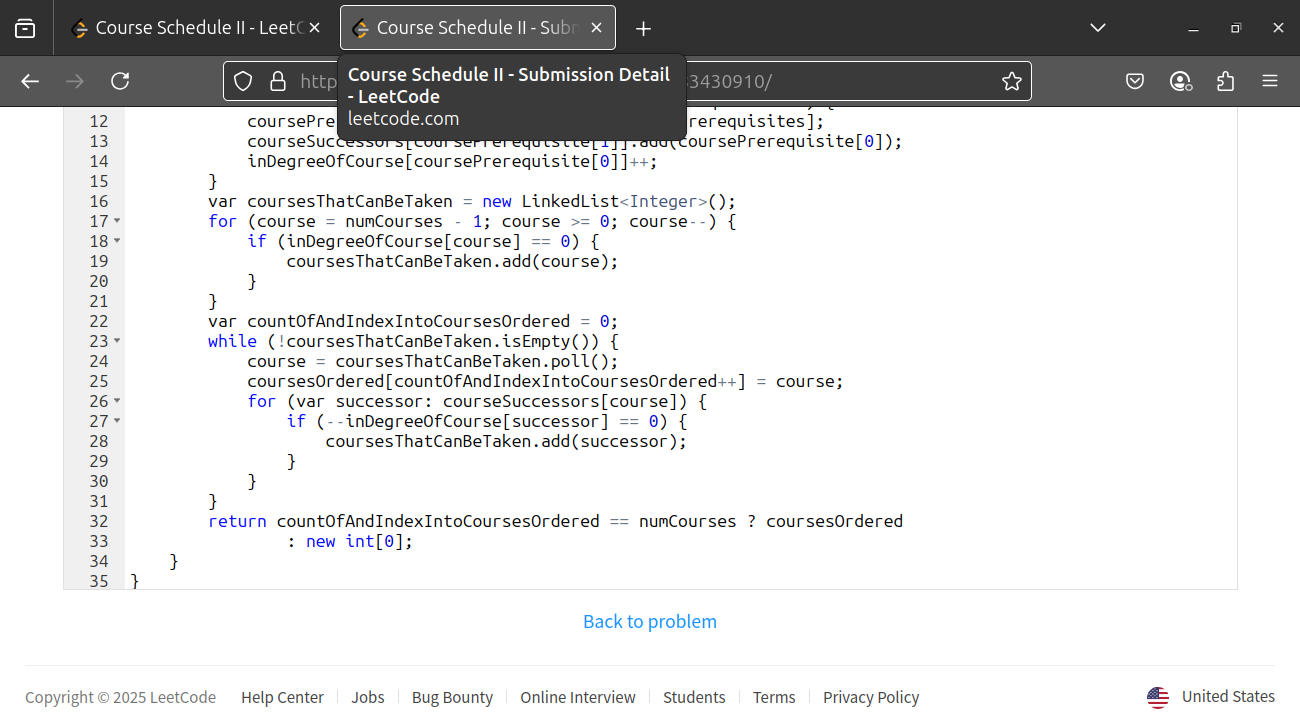 Course Schedule II - LeetC
Course Schedule II - Subm
http
33430910/
Course Schedule II - Submission Detail
- LeetCode
leetcode.com
12 coursePre rerequisites];
13 courseSuccessors[coursePrerequisite[1]].add(coursePrerequisite[0]);
14 inDegreeOfCourse[coursePrerequisite[0]]++;
15 }
16 var coursesThatCanBeTaken = new LinkedList<Integer>();
17 for (course = numCourses - 1; course >= 0; course--) {
18 if (inDegreeOfCourse[course] == 0) {
19 coursesThatCanBeTaken.add(course);
20 }
21 }
22 var countOfAndIndexIntoCoursesOrdered = 0;
23 while (!coursesThatCanBeTaken.isEmpty()) {
24 course = coursesThatCanBeTaken.poll();
25 coursesOrdered[countOfAndIndexIntoCoursesOrdered++] = course;
26 for (var successor: courseSuccessors[course]) {
27 if (--inDegreeOfCourse[successor] == 0) {
28 coursesThatCanBeTaken.add(successor);
29 }
30 }
31 }
32 return countOfAndIndexIntoCoursesOrdered == numCourses ? coursesOrdered
33 : new int[0];
34 }
35 }
Back to problem
Copyright © 2025 LeetCode Help Center Jobs Bug Bounty Online Interview Students Terms Privacy Policy United States